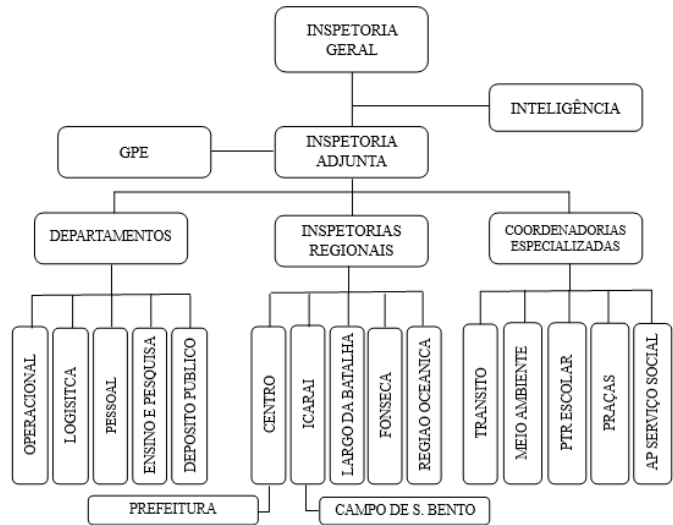 INSPETORIA
GERAL
INTELIGÊNCIA
GPE
INSPETORIA
ADJUNTA
DEPARTAMENTOS
INSPETORIAS
REGIONAIS
COORDENADORIAS
ESPECIALIZADAS
OPERACIONAL
LOGISITCA
PESSOAL
ENSINO E PESQUISA
DEPOSITO PUBLICO
CENTRO
ICARAI
LARGO DA BATALHA
FONSECA
REGIAO OCEANICA
TRANSITO
MEIO AMBIENTE
PTR ESCOLAR
PRAÇAS
AP SERVIÇO SOCIAL
PREFEITURA
CAMPO DE S. BENTO